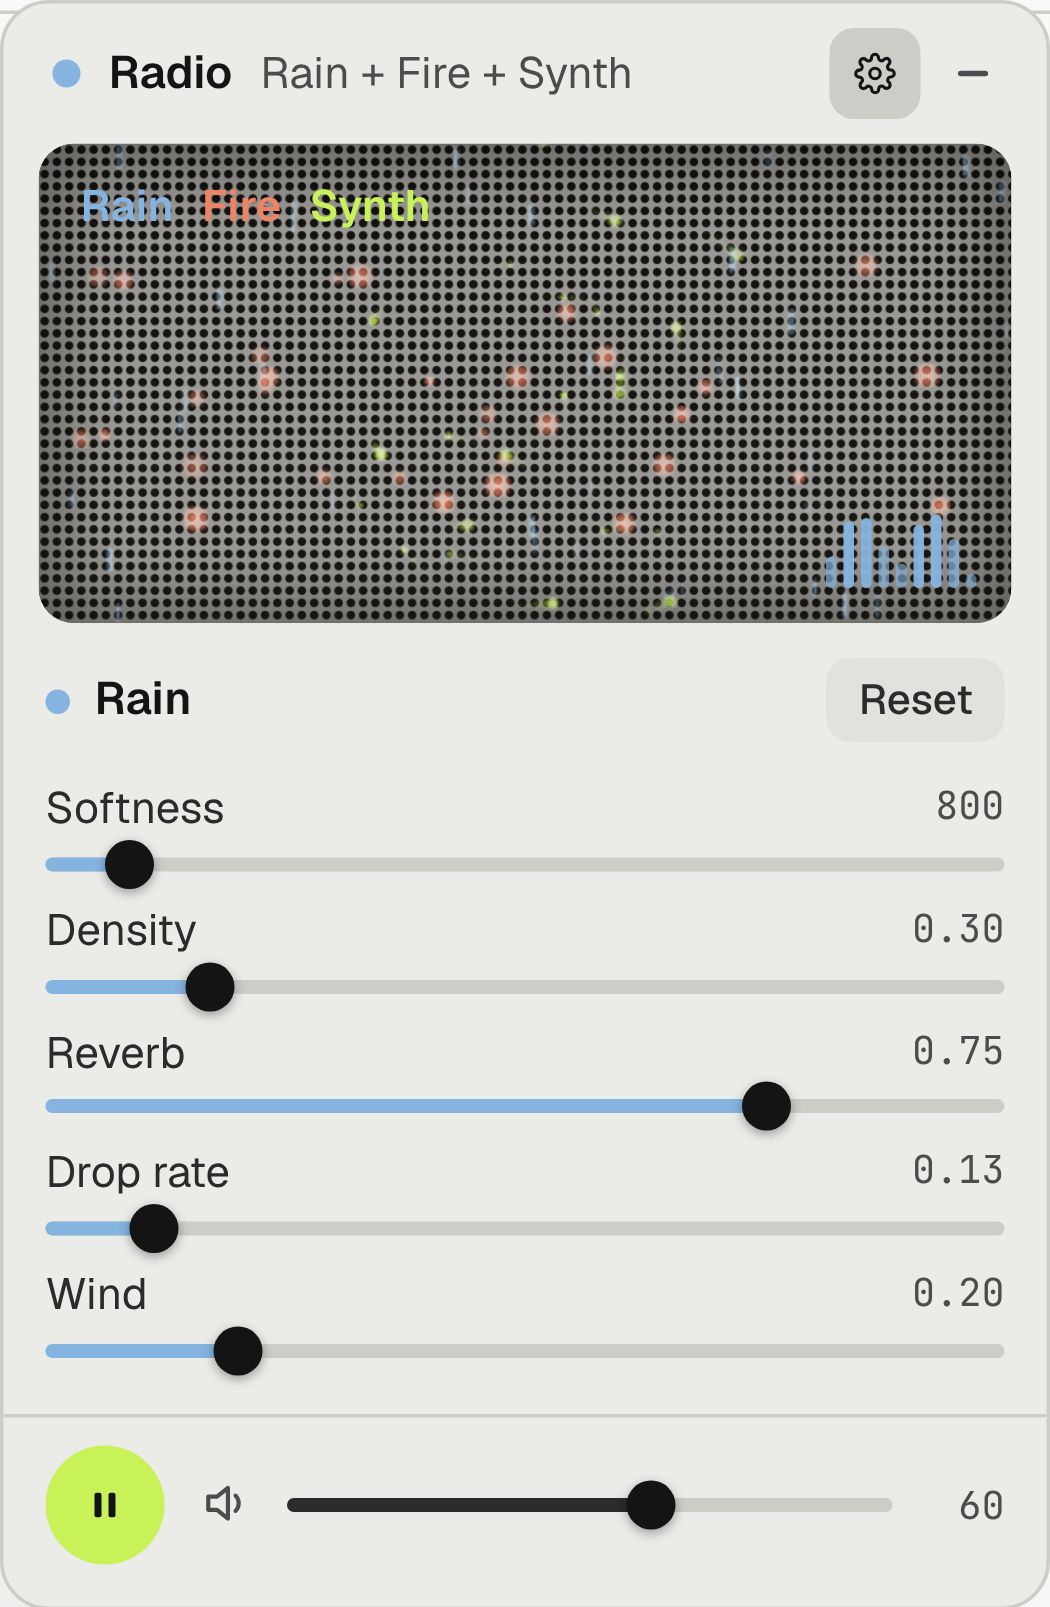 Radio Rain + Fire + Synth
Rain Fire Synth
Rain Reset
Softness 800
Density 0.30
Reverb 0.75
Drop rate 0.13
Wind 0.20
60